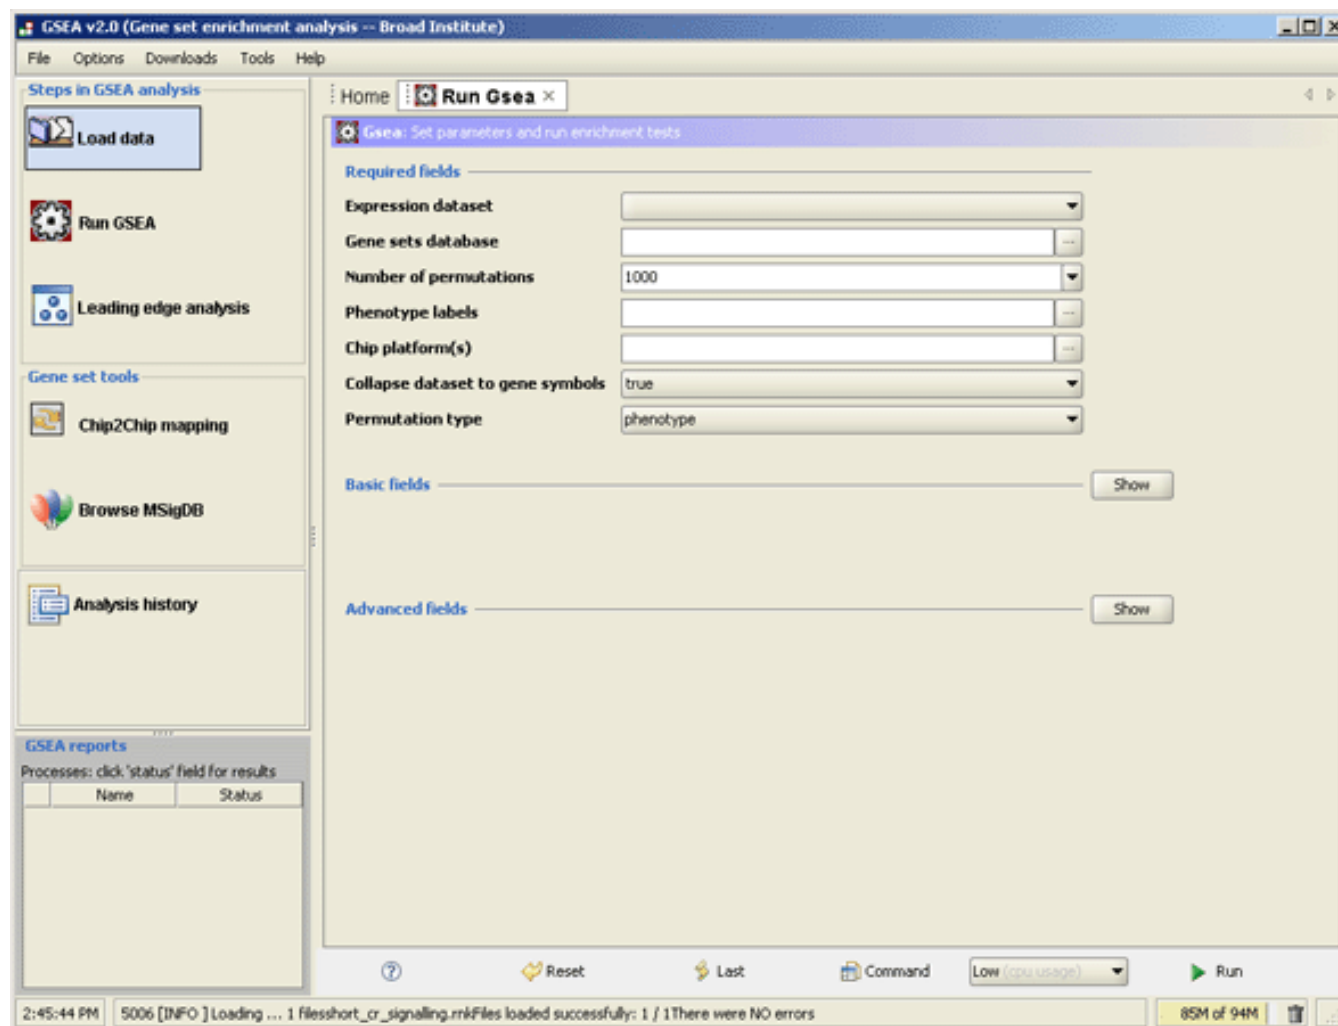 GSEA v2.0 (Gene set enrichment analysis -- Broad Institute)
File Options Downloads Tools Help
Steps in GSEA analysis
Load data
Run GSEA
Leading edge analysis
Gene set tools
Chip2Chip mapping
Browse MSigDB
Analysis history
GSEA reports
Processes: click 'status' field for results
Name Status
Home Run Gsea
Gsea: Set parameters and run enrichment tests
Required fields
Expression dataset
Gene sets database ...
Number of permutations 1000
Phenotype labels ...
Chip platform(s) ...
Collapse dataset to gene symbols true
Permutation type phenotype
Basic fields Show
Advanced fields Show
? Reset Last Command Low (cpu usage) Run
2:45:44 PM 5006 [INFO ] Loading ... 1 filesshort_cr_signalling.rnkFiles loaded successfully: 1 / 1There were NO errors 85M of 94M